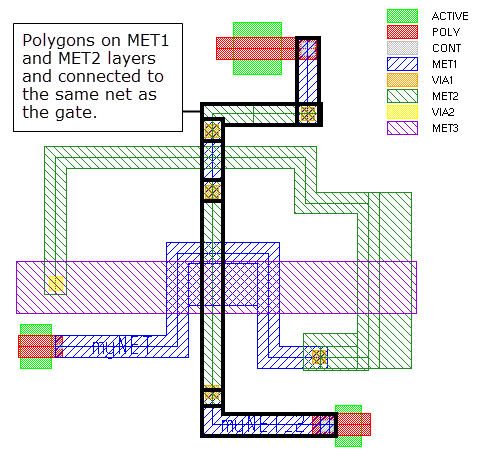 Polygons on MET1
and MET2 layers
and connected to
the same net as
the gate.
ACTIVE
POLY
CONT
MET1
VIA1
MET2
VIA2
MET3
myNET